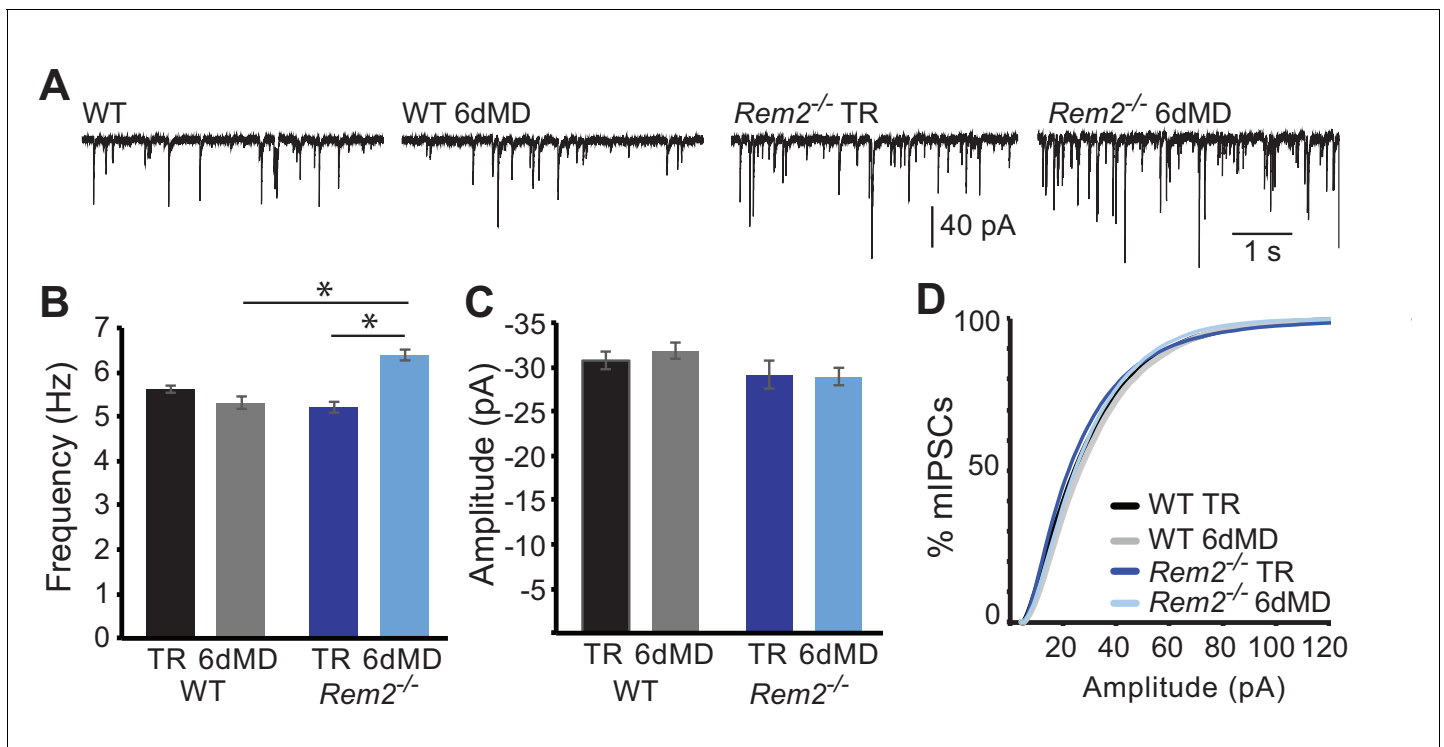 A
WT
WT 6dMD
Rem2-/- TR
Rem2-/- 6dMD
40 pA
1 s
B
*
*
Frequency (Hz)
7
6
5
4
3
2
1
0
TR 6dMD
TR 6dMD
WT
Rem2-/-
C
Amplitude (pA)
-35
-30
-25
-20
-15
-10
-5
TR 6dMD
TR 6dMD
WT
Rem2-/-
D
% mIPSCs
100
50
0
WT TR
WT 6dMD
Rem2-/- TR
Rem2-/- 6dMD
20 40 60 80 100 120
Amplitude (pA)